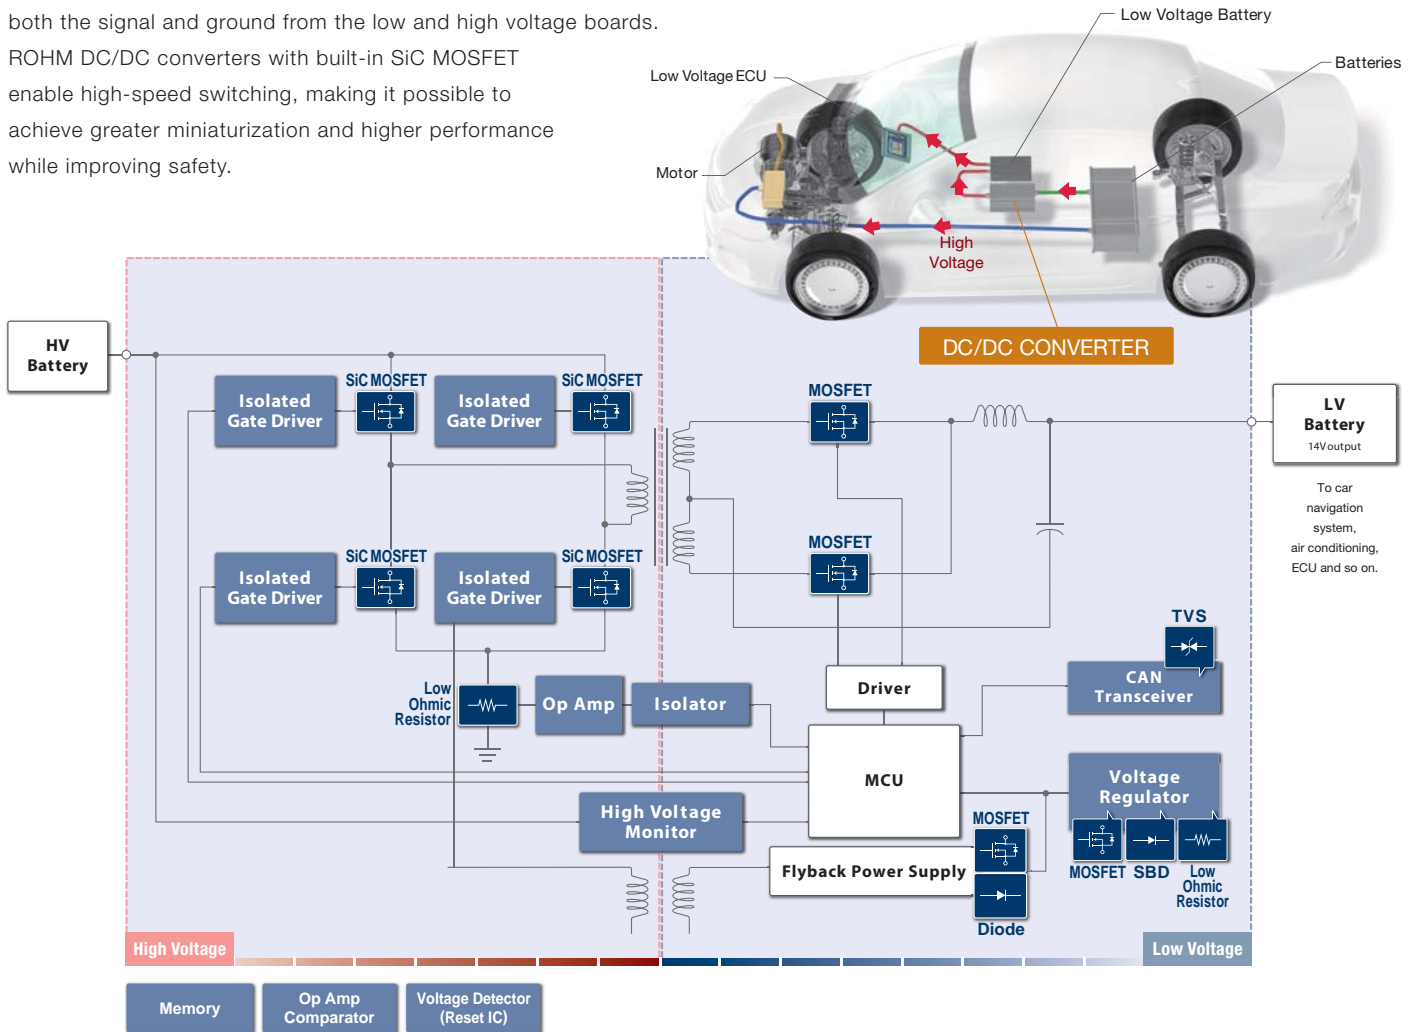 both the signal and ground from the low and high voltage boards.
ROHM DC/DC converters with built-in SiC MOSFET
enable high-speed switching, making it possible to
achieve greater miniaturization and higher performance
while improving safety.
Low Voltage Battery
Low Voltage ECU
Batteries
Motor
High
Voltage
DC/DC CONVERTER
HV
Battery
Isolated
Gate Driver
SiC MOSFET
Isolated
Gate Driver
SiC MOSFET
MOSFET
LV
Battery
14V output
To car
navigation
system,
air conditioning,
ECU and so on.
Isolated
Gate Driver
SiC MOSFET
Isolated
Gate Driver
SiC MOSFET
MOSFET
TVS
CAN
Transceiver
Low
Ohmic
Resistor
Op Amp
Isolator
Driver
MCU
Voltage
Regulator
MOSFET
SBD
Low
Ohmic
Resistor
High Voltage
Monitor
MOSFET
Flyback Power Supply
Diode
High Voltage
Low Voltage
Memory
Op Amp
Comparator
Voltage Detector
(Reset IC)